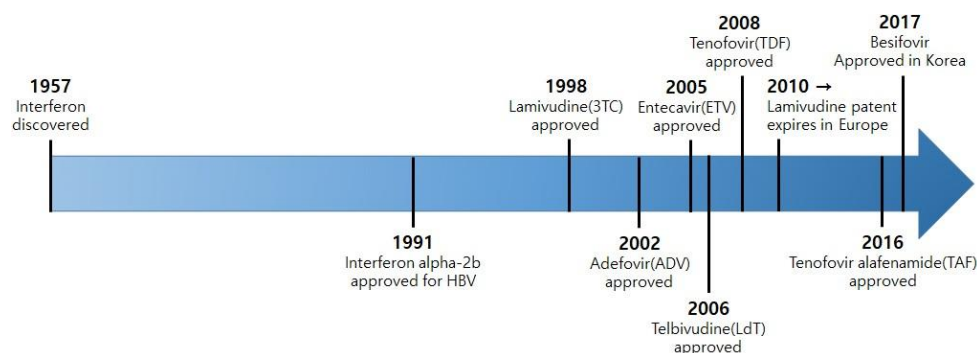 1957
Interferon
discovered
1991
Interferon alpha-2b
approved for HBV
1998
Lamivudine(3TC)
approved
2002
Adefovir(ADV)
approved
2005
Entecavir(ETV)
approved
2006
Telbivudine(LdT)
approved
2008
Tenofovir(TDF)
approved
2010 →
Lamivudine patent
expires in Europe
2016
Tenofovir alafenamide(TAF)
approved
2017
Besifovir
Approved in Korea